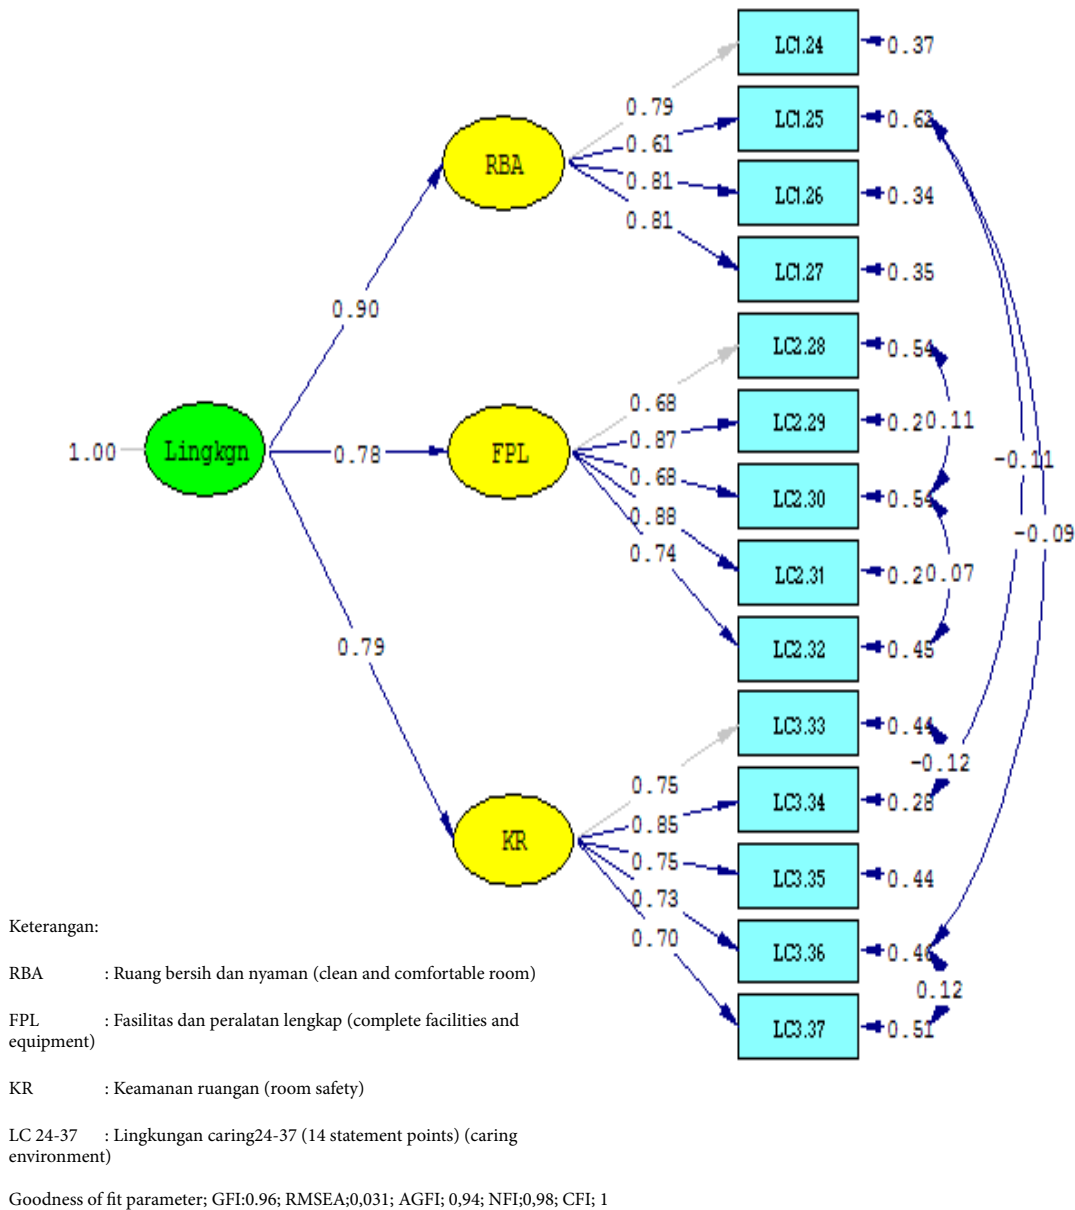 LC1.24
0.37
0.79
LC1.25
0.62
RBA
0.61
0.81
LC1.26
0.34
0.81
LC1.27
0.35
0.90
LC2.28
0.54
0.68
0.87
LC2.29
0.2
0.11
Lingkgn
1.00
0.78
FPL
0.68
LC2.30
0.54
-0.11
0.88
0.74
LC2.31
0.2
0.07
-0.09
LC2.32
0.45
0.79
LC3.33
0.44
-0.12
0.75
0.85
LC3.34
0.28
KR
0.75
LC3.35
0.44
0.73
0.70
LC3.36
0.46
0.12
LC3.37
0.51
Keterangan:
RBA : Ruang bersih dan nyaman (clean and comfortable room)
FPL : Fasilitas dan peralatan lengkap (complete facilities and
equipment)
KR : Keamanan ruangan (room safety)
LC 24-37 : Lingkungan caring24-37 (14 statement points) (caring
environment)
Goodness of fit parameter; GFI:0.96; RMSEA;0,031; AGFI; 0,94; NFI;0,98; CFI; 1